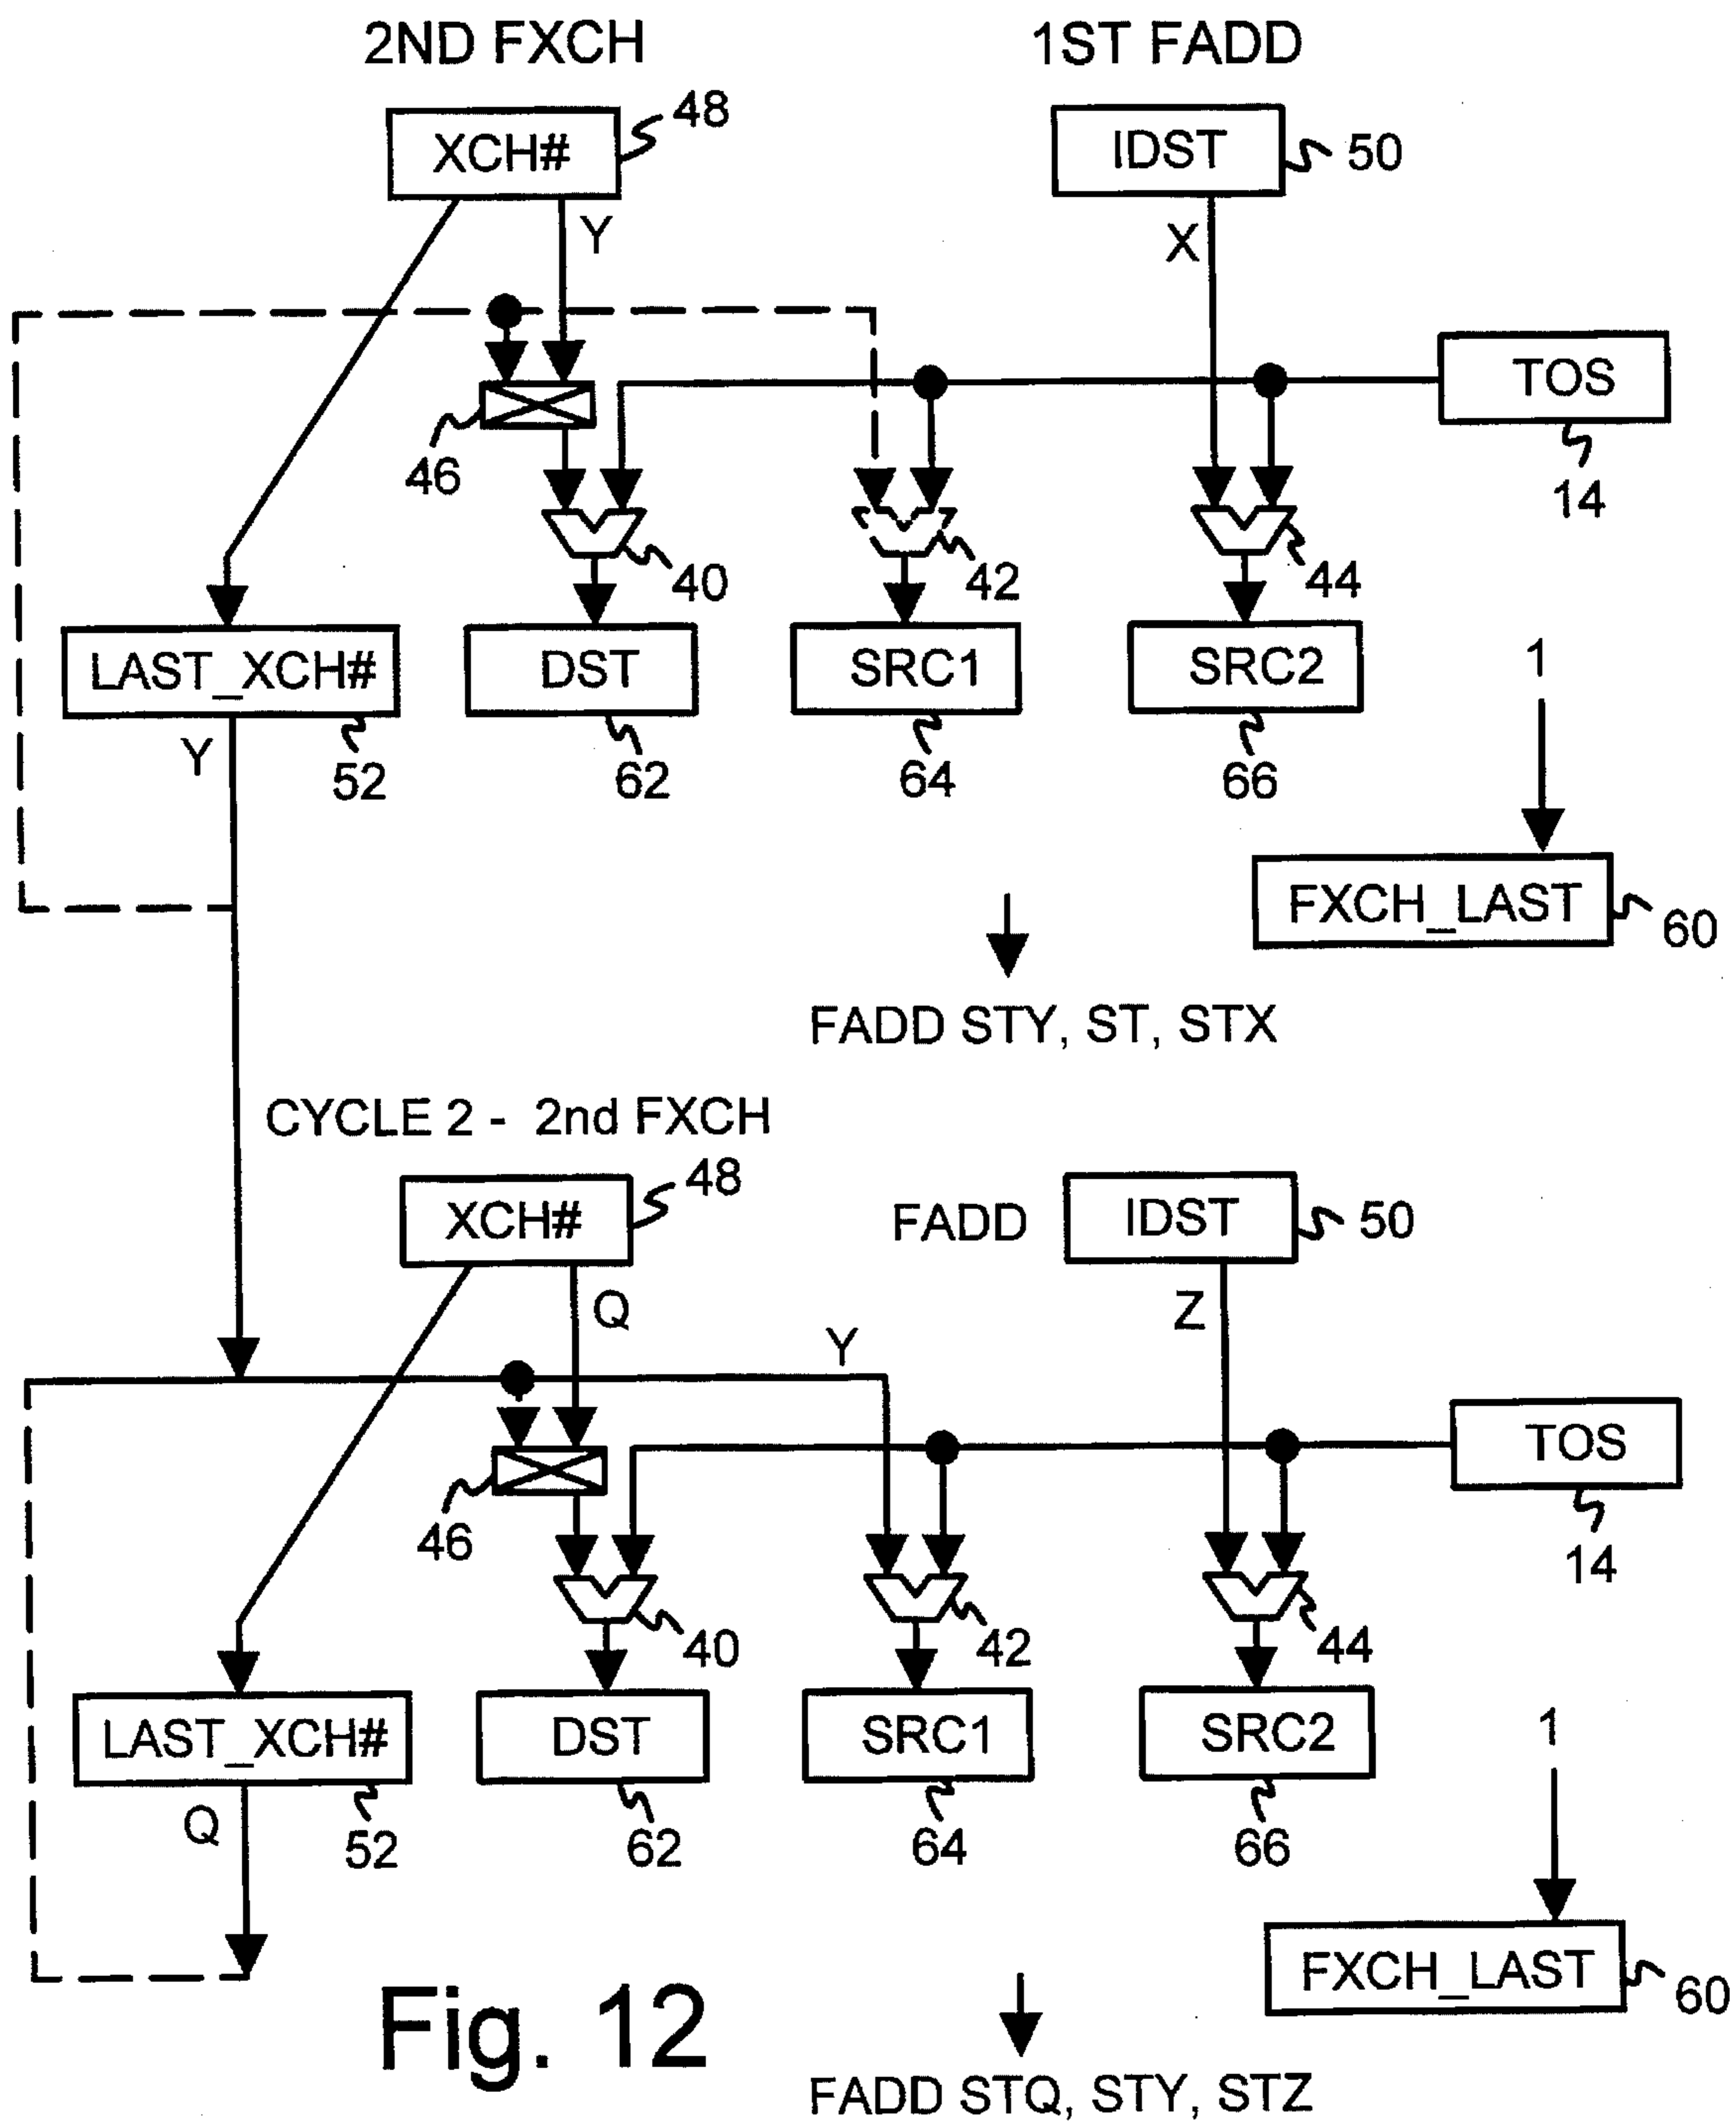 2ND FXCH 1ST FADD
XCH# 48 IDST 50
Y X
TOS
46 14
40 42 44
LAST_XCH# DST SRC1 SRC2 1
Y 52 62 64 66
FXCH_LAST 60
FADD STY, ST, STX
CYCLE 2 - 2nd FXCH
XCH# 48 FADD IDST 50
Q Y Z
TOS
46 14
40 42 44
LAST_XCH# DST SRC1 SRC2 1
Q 52 62 64 66
FXCH_LAST 60
Fig. 12
FADD STQ, STY, STZ